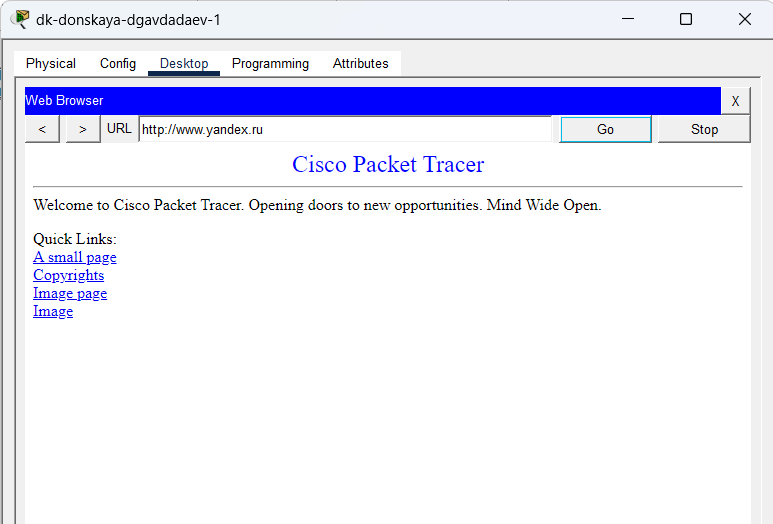 dk-donskaya-dgavdadaev-1
Physical Config Desktop Programming Attributes
Web Browser X
< > URL http://www.yandex.ru Go Stop
Cisco Packet Tracer
Welcome to Cisco Packet Tracer. Opening doors to new opportunities. Mind Wide Open.
Quick Links:
A small page
Copyrights
Image page
Image